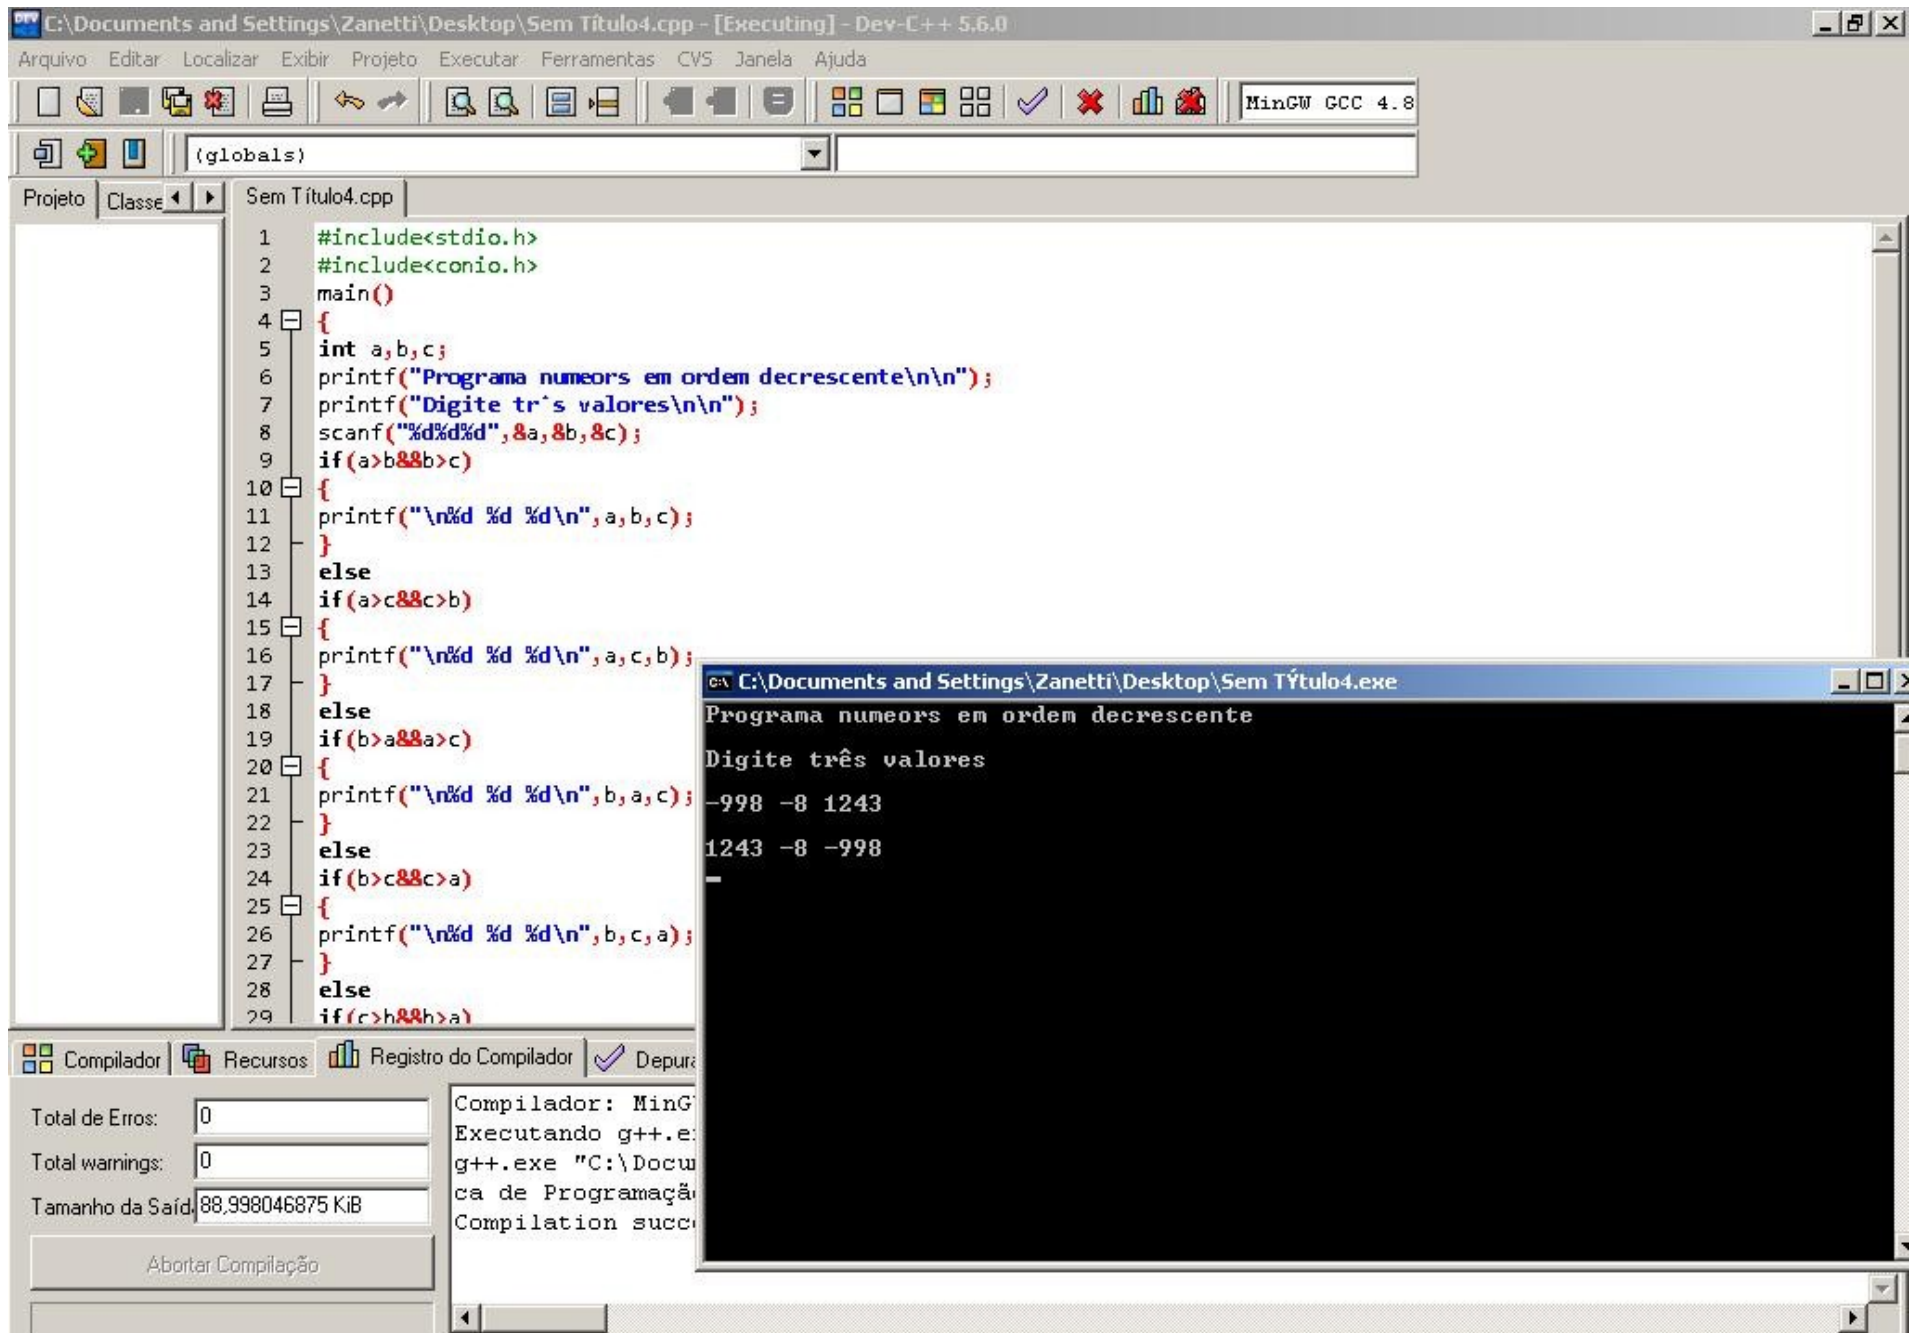 C:\Documents and Settings\Zanetti\Desktop\Sem Título4.cpp - [Executing] - Dev-C++ 5.6.0
Arquivo Editar Localizar Exibir Projeto Executar Ferramentas CVS Janela Ajuda
MinGW GCC 4.8
(globals)
Projeto Classe Sem Título4.cpp
1 #include<stdio.h>
2 #include<conio.h>
3 main()
4 {
5 int a,b,c;
6 printf("Programa numeors em ordem decrescente\n\n");
7 printf("Digite tr^s valores\n\n");
8 scanf("%d%d%d",&a,&b,&c);
9 if(a>b&&b>c)
10 {
11 printf("\n%d %d %d\n",a,b,c);
12 }
13 else
14 if(a>c&&c>b)
15 {
16 printf("\n%d %d %d\n",a,c,b);
17 }
18 else
19 if(b>a&&a>c)
20 {
21 printf("\n%d %d %d\n",b,a,c);
22 }
23 else
24 if(b>c&&c>a)
25 {
26 printf("\n%d %d %d\n",b,c,a);
27 }
28 else
29 if(c>b&&b>a)
C:\Documents and Settings\Zanetti\Desktop\Sem TÝtulo4.exe
Programa numeors em ordem decrescente
Digite três valores
-998 -8 1243
1243 -8 -998
Compilador Recursos Registro do Compilador Depura
Total de Erros: 0
Total warnings: 0
Tamanho da Saíd 88,998046875 KiB
Abortar Compilação
Compilador: MinG
Executando g++.e
g++.exe "C:\Docu
ca de Programaçã
Compilation succ